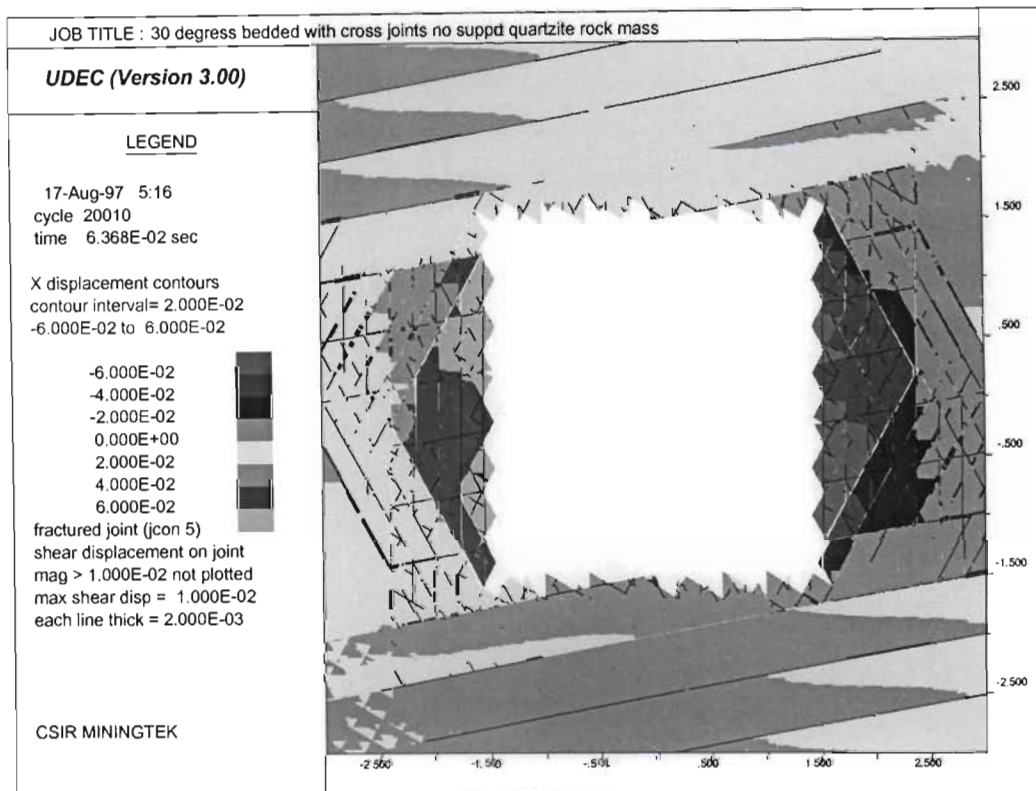 JOB TITLE : 30 degress bedded with cross joints no suppd quartzite rock mass
UDEC (Version 3.00)
LEGEND
17-Aug-97 5:16
cycle 20010
time 6.368E-02 sec
X displacement contours
contour interval= 2.000E-02
-6.000E-02 to 6.000E-02
-6.000E-02
-4.000E-02
-2.000E-02
0.000E+00
2.000E-02
4.000E-02
6.000E-02
fractured joint (jcon 5)
shear displacement on joint
mag > 1.000E-02 not plotted
max shear disp = 1.000E-02
each line thick = 2.000E-03
CSIR MININGTEK
2.500
1.500
.500
-.500
-1.500
-2.500
-2.500
-1.500
-.500
.500
1.500
2.500